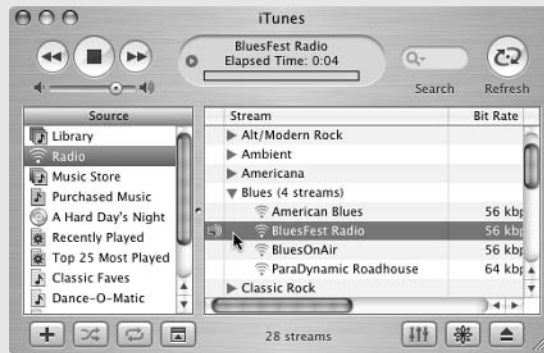 iTunes
BluesFest Radio
Elapsed Time: 0:04
Search
Refresh
Source
Library
Radio
Music Store
Purchased Music
A Hard Day's Night
Recently Played
Top 25 Most Played
Classic Faves
Dance-O-Matic
Stream Bit Rate
Alt/Modern Rock
Ambient
Americana
Blues (4 streams)
American Blues 56 kbp
BluesFest Radio 56 kbp
BluesOnAir 56 kbp
ParaDynamic Roadhouse 64 kbp
Classic Rock
28 streams